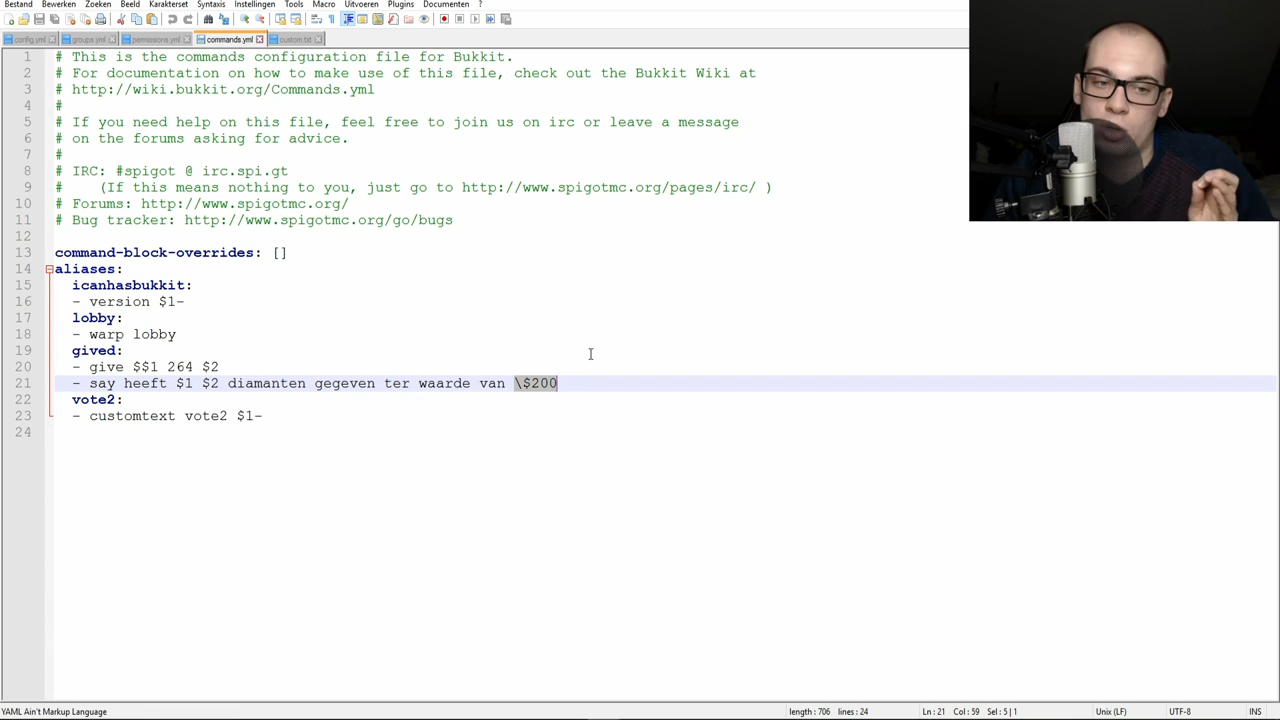 Bestand Bewerken Zoeken Beeld Karakterset Syntaxis Instellingen Tools Macro Uitvoeren Plugins Documenten ?
config.yml groups.yml permissions.yml commands.yml custom.txt
1 # This is the commands configuration file for Bukkit.
2 # For documentation on how to make use of this file, check out the Bukkit Wiki at
3 # http://wiki.bukkit.org/Commands.yml
4 #
5 # If you need help on this file, feel free to join us on irc or leave a message
6 # on the forums asking for advice.
7 #
8 # IRC: #spigot @ irc.spi.gt
9 #    (If this means nothing to you, just go to http://www.spigotmc.org/pages/irc/ )
10 # Forums: http://www.spigotmc.org/
11 # Bug tracker: http://www.spigotmc.org/go/bugs
12
13 command-block-overrides: []
14 aliases:
15   icanhasbukkit:
16   - version $1-
17   lobby:
18   - warp lobby
19   gived:
20   - give $$1 264 $2
21   - say heeft $1 $2 diamanten gegeven ter waarde van \$200
22   vote2:
23   - customtext vote2 $1-
24
YAML Ain't Markup Language length : 706 lines : 24 Ln : 21 Col : 59 Sel : 5 | 1 Unix (LF) UTF-8 INS